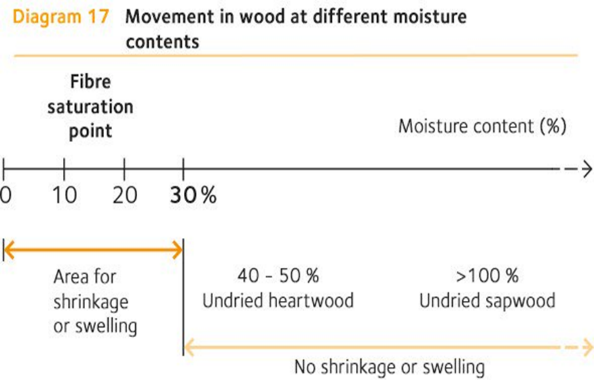 Diagram 17 Movement in wood at different moisture
contents
Fibre
saturation
point
Moisture content (%)
0 10 20 30%
Area for
shrinkage
or swelling
40 - 50 %
Undried heartwood
>100 %
Undried sapwood
No shrinkage or swelling